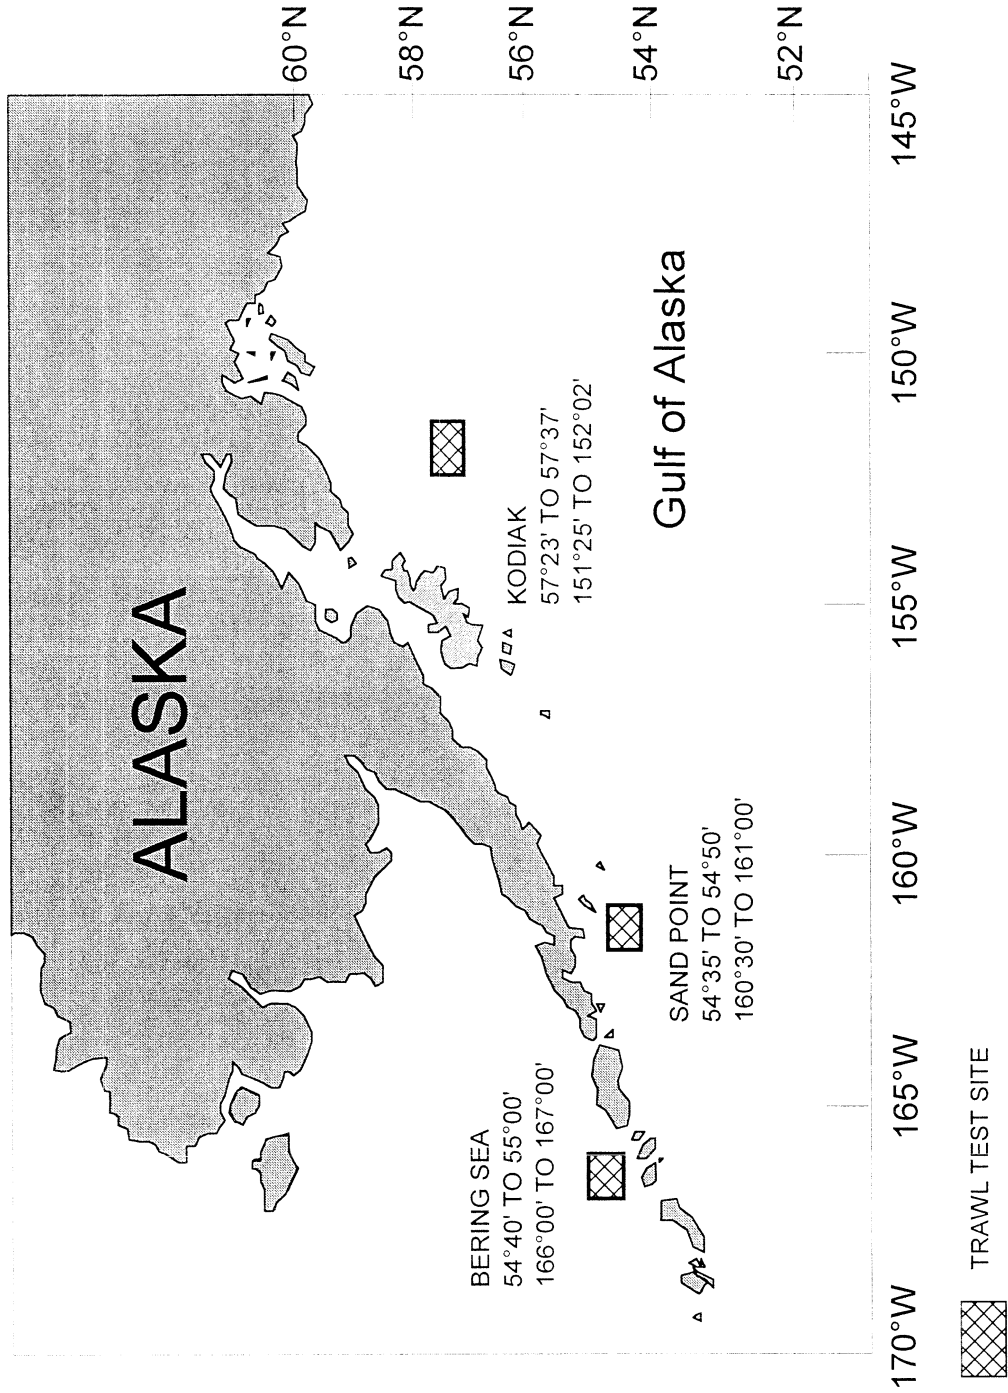 ALASKA
60°N
58°N
56°N
54°N
52°N
BERING SEA
54°40' TO 55°00'
166°00' TO 167°00'
KODIAK
57°23' TO 57°37'
151°25' TO 152°02'
Gulf of Alaska
SAND POINT
54°35' TO 54°50'
160°30' TO 161°00'
170°W
165°W
160°W
155°W
150°W
145°W
TRAWL TEST SITE